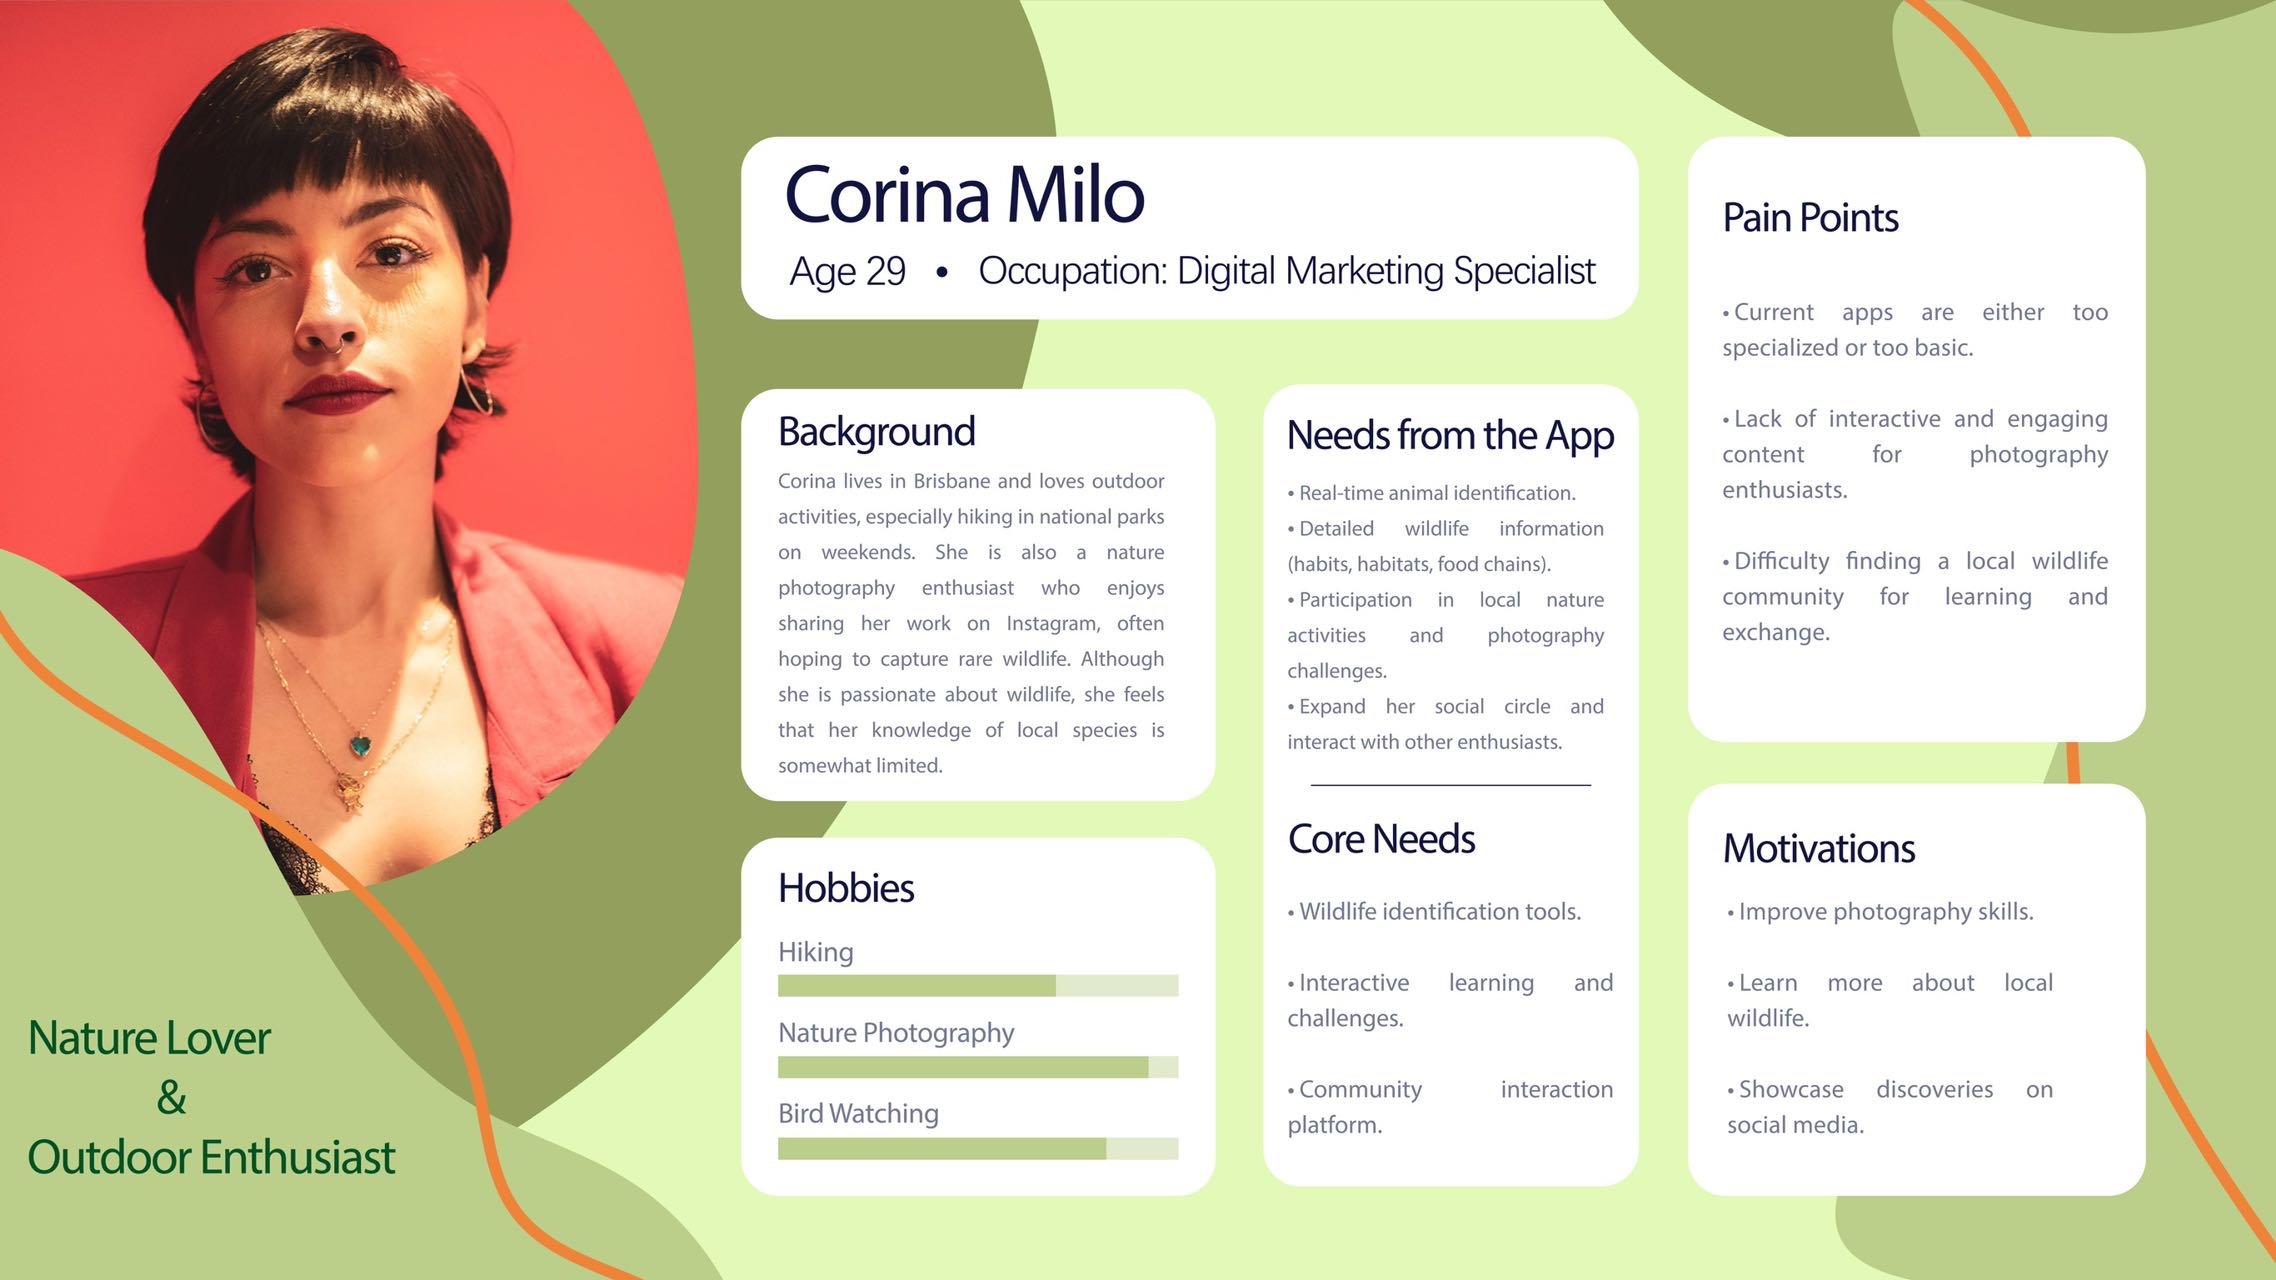 Corina Milo
Age 29 • Occupation: Digital Marketing Specialist
Background
Corina lives in Brisbane and loves outdoor
activities, especially hiking in national parks
on weekends. She is also a nature
photography enthusiast who enjoys
sharing her work on Instagram, often
hoping to capture rare wildlife. Although
she is passionate about wildlife, she feels
that her knowledge of local species is
somewhat limited.
Hobbies
Hiking
Nature Photography
Bird Watching
Needs from the App
• Real-time animal identification.
• Detailed wildlife information
(habits, habitats, food chains).
• Participation in local nature
activities and photography
challenges.
• Expand her social circle and
interact with other enthusiasts.
Core Needs
• Wildlife identification tools.
• Interactive learning and
challenges.
• Community interaction
platform.
Pain Points
• Current apps are either too
specialized or too basic.
• Lack of interactive and engaging
content for photography
enthusiasts.
• Difficulty finding a local wildlife
community for learning and
exchange.
Motivations
• Improve photography skills.
• Learn more about local
wildlife.
• Showcase discoveries on
social media.
Nature Lover
&
Outdoor Enthusiast